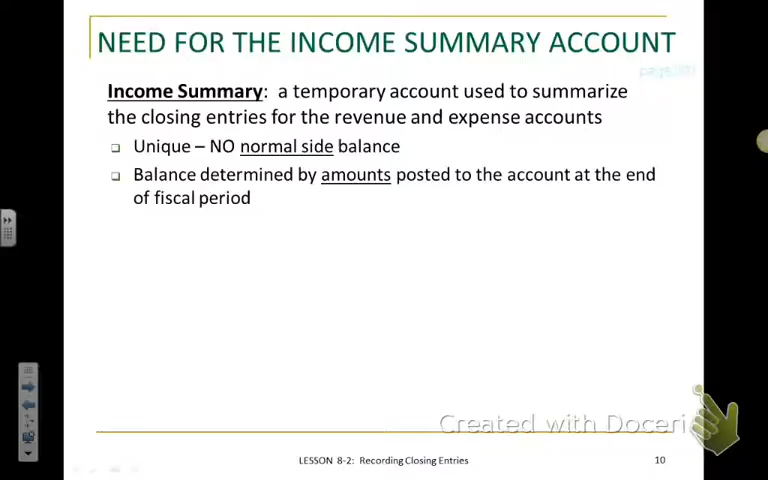 NEED FOR THE INCOME SUMMARY ACCOUNT
Income Summary: a temporary account used to summarize
the closing entries for the revenue and expense accounts
❑ Unique – NO normal side balance
❑ Balance determined by amounts posted to the account at the end
of fiscal period
Created with Doceri
LESSON 8-2: Recording Closing Entries
10